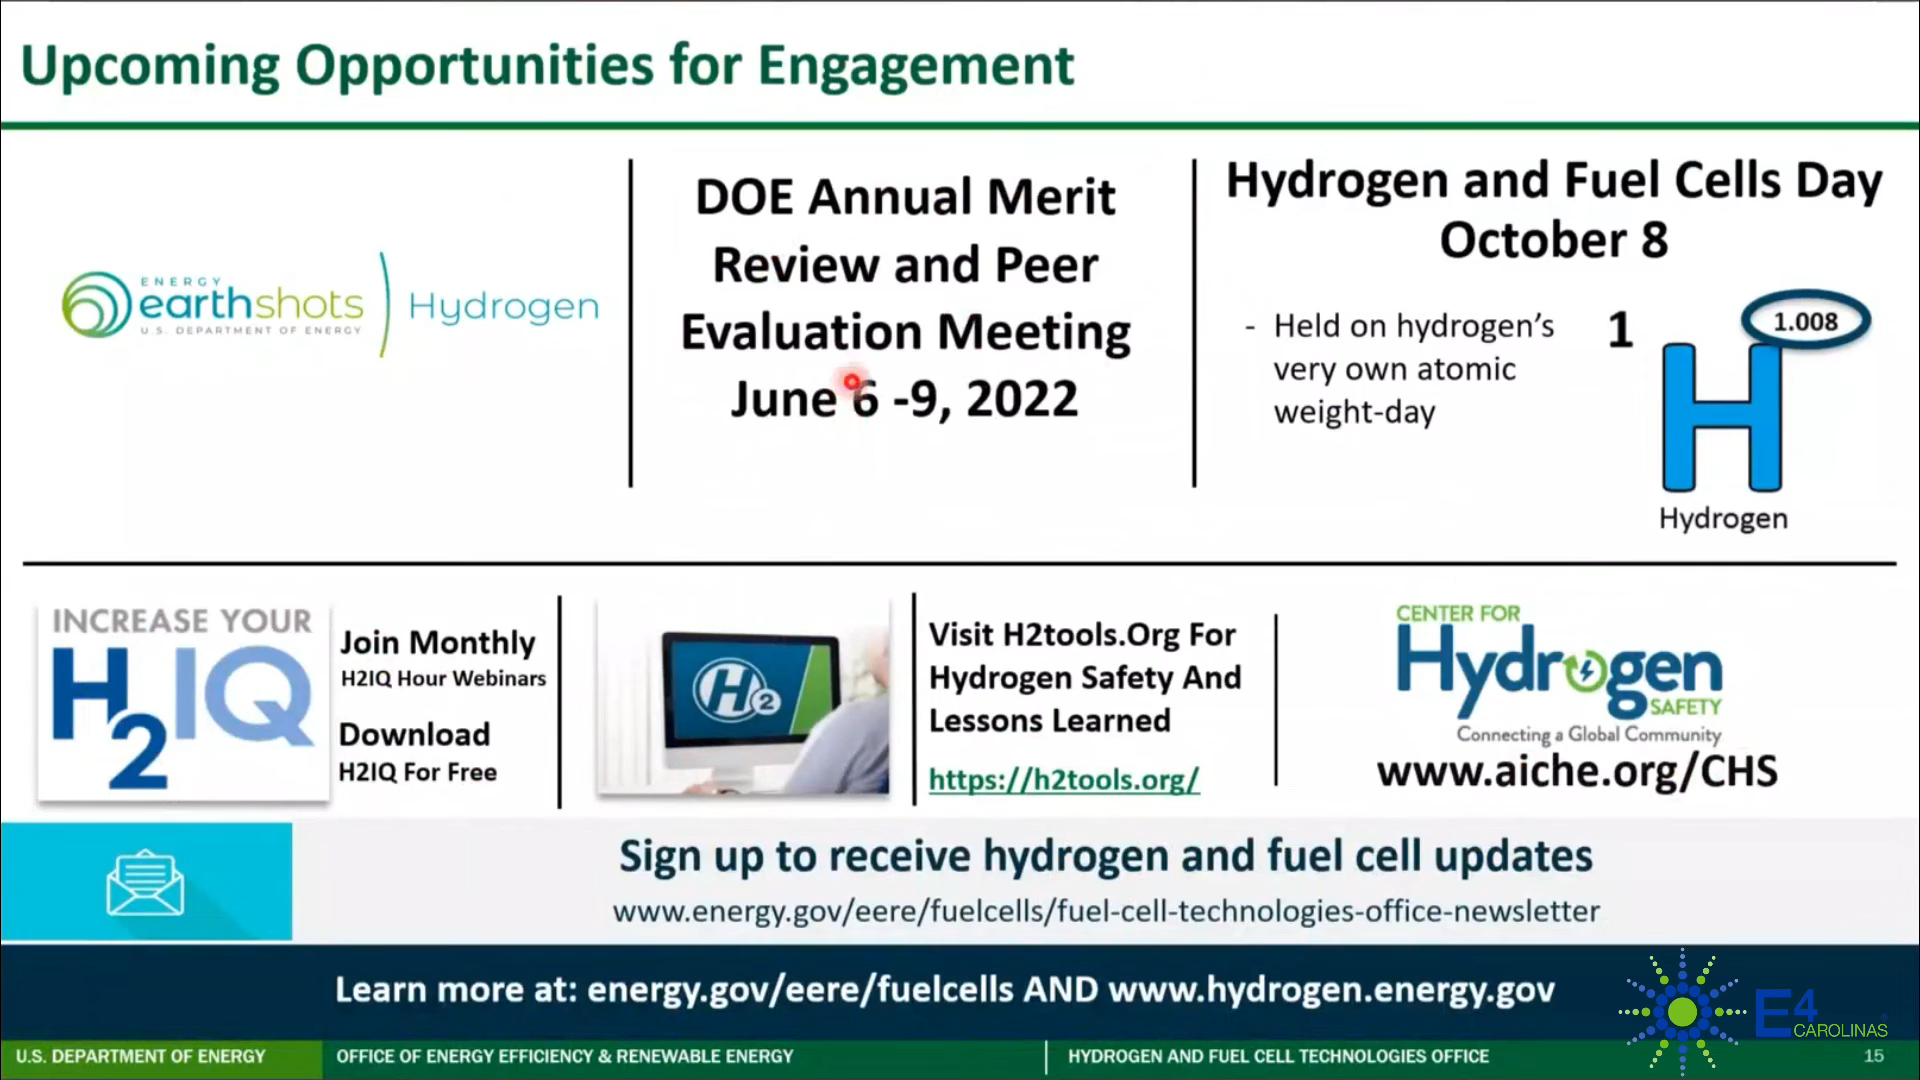 Upcoming Opportunities for Engagement
ENERGY
earthshots
U.S. DEPARTMENT OF ENERGY
Hydrogen
DOE Annual Merit
Review and Peer
Evaluation Meeting
June 6 -9, 2022
Hydrogen and Fuel Cells Day
October 8
- Held on hydrogen's
very own atomic
weight-day
1
1.008
H
Hydrogen
INCREASE YOUR
H2IQ
Join Monthly
H2IQ Hour Webinars
Download
H2IQ For Free
H2
Visit H2tools.Org For
Hydrogen Safety And
Lessons Learned
https://h2tools.org/
CENTER FOR
Hydrogen
SAFETY
Connecting a Global Community
www.aiche.org/CHS
Sign up to receive hydrogen and fuel cell updates
www.energy.gov/eere/fuelcells/fuel-cell-technologies-office-newsletter
Learn more at: energy.gov/eere/fuelcells AND www.hydrogen.energy.gov
E4
CAROLINAS
U.S. DEPARTMENT OF ENERGY
OFFICE OF ENERGY EFFICIENCY & RENEWABLE ENERGY
HYDROGEN AND FUEL CELL TECHNOLOGIES OFFICE
15